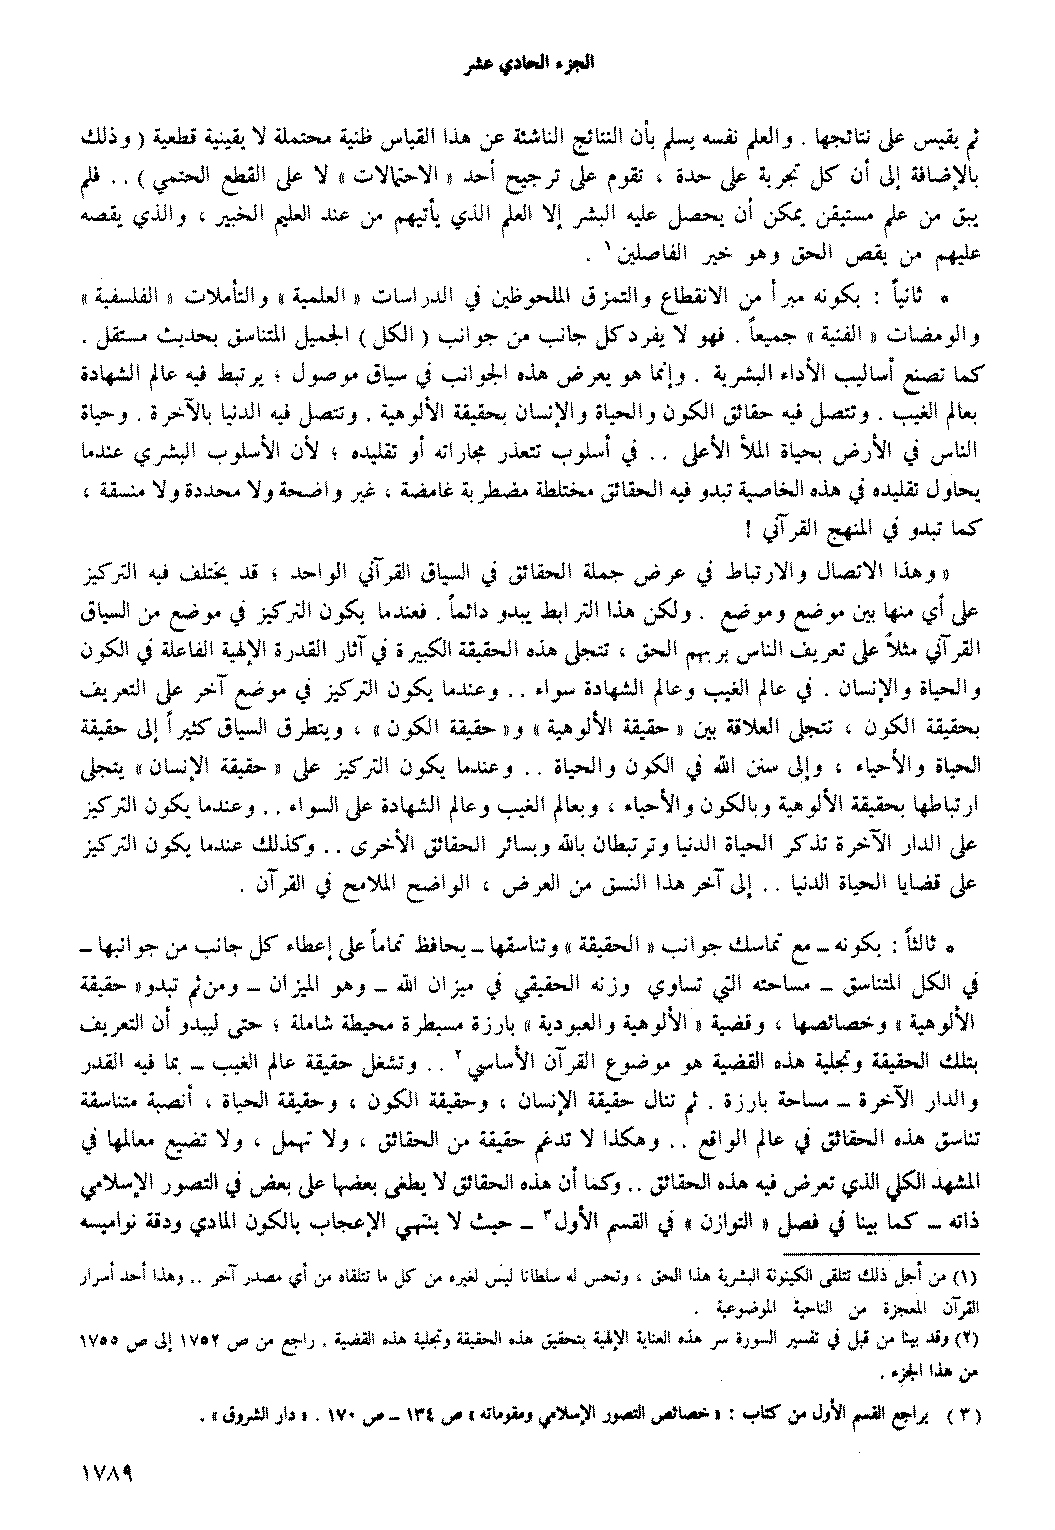 الجزء الحادي عشر
ثم يقيس على نتائجها . والعلم نفسه يسلم بأن النتائج الناشئة عن هذا القياس ظنية محتملة لا يقينية قطعية ( وذلك
بالإضافة إلى أن كل تجربة على حدة ، تقوم على ترجيح أحد « الاحتمالات » لا على القطع الحتمي ) .. فلم
يبق من علم مستيقن يمكن أن يحصل عليه البشر إلا العلم الذي يأتيهم من عند العليم الخبير ، والذي يقصه
عليهم من يقص الحق وهو خير الفاصلين١ .
* ثانياً : بكونه مبرأ من الانقطاع والتمزق الملحوظين في الدراسات « العلمية » والتأملات « الفلسفية »
والومضات « الفنية » جميعاً . فهو لا يفرد كل جانب من جوانب ( الكل ) الجميل المتناسق بحديث مستقل .
كما تصنع أساليب الأداء البشرية . وإنما هو يعرض هذه الجوانب في سياق موصول ؛ يرتبط فيه عالم الشهادة
بعالم الغيب . وتتصل فيه حقائق الكون والحياة والإنسان بحقيقة الألوهية . وتتصل فيه الدنيا بالآخرة . وحياة
الناس في الأرض بحياة الملأ الأعلى .. في أسلوب تتعذر مجاراته أو تقليده ؛ لأن الأسلوب البشري عندما
يحاول تقليده في هذه الخاصية تبدو فيه الحقائق مختلطة مضطربة غامضة ، غير واضحة ولا محددة ولا منسقة ،
كما تبدو في المنهج القرآني !
« وهذا الاتصال والارتباط في عرض جملة الحقائق في السياق القرآني الواحد ؛ قد يختلف فيه التركيز
على أي منها بين موضع وموضع . ولكن هذا الترابط يبدو دائماً . فعندما يكون التركيز في موضع من السياق
القرآني مثلاً على تعريف الناس بربهم الحق ، تتجلى هذه الحقيقة الكبيرة في آثار القدرة الإلهية الفاعلة في الكون
والحياة والإنسان . في عالم الغيب وعالم الشهادة سواء .. وعندما يكون التركيز في موضع آخر على التعريف
بحقيقة الكون ، تتجلى العلاقة بين « حقيقة الألوهية » و« حقيقة الكون » ، ويتطرق السياق كثيراً إلى حقيقة
الحياة والأحياء ، وإلى سنن الله في الكون والحياة .. وعندما يكون التركيز على « حقيقة الإنسان » يتجلى
ارتباطها بحقيقة الألوهية وبالكون والأحياء ، وبعالم الغيب وعالم الشهادة على السواء .. وعندما يكون التركيز
على الدار الآخرة تذكر الحياة الدنيا وترتبطان بالله وبسائر الحقائق الأخرى .. وكذلك عندما يكون التركيز
على قضايا الحياة الدنيا .. إلى آخر هذا النسق من العرض ، الواضح الملامح في القرآن .
* ثالثاً : بكونه – مع تماسك جوانب « الحقيقة » وتناسقها – يحافظ تماماً على إعطاء كل جانب من جوانبها –
في الكل المتناسق – مساحته التي تساوي وزنه الحقيقي في ميزان الله – وهو الميزان – ومن ثم تبدو « حقيقة
الألوهية » وخصائصها ، وقضية « الألوهية والعبودية » بارزة مسيطرة محيطة شاملة ؛ حتى ليبدو أن التعريف
بتلك الحقيقة وتجلية هذه القضية هو موضوع القرآن الأساسي٢ .. وتشغل حقيقة عالم الغيب – بما فيه القدر
والدار الآخرة – مساحة بارزة . ثم تنال حقيقة الإنسان ، وحقيقة الكون ، وحقيقة الحياة ، أنصبة متناسقة
تناسق هذه الحقائق في عالم الواقع .. وهكذا لا تدغم حقيقة من الحقائق ، ولا تهمل ، ولا تضيع معالمها في
المشهد الكلي الذي تعرض فيه هذه الحقائق .. وكما أن هذه الحقائق لا يطغى بعضها على بعض في التصور الإسلامي
ذاته – كما بينا في فصل « التوازن » في القسم الأول٣ – حيث لا ينتهي الإعجاب بالكون المادي ودقة نواميسه
(١) من أجل ذلك تتلقى الكينونة البشرية هذا الحق ، وتحس له سلطانا ليس لغيره من كل ما تتلقاه من أي مصدر آخر .. وهذا أحد أسرار
القرآن المعجزة من الناحية الموضوعية .
(٢) وقد بينا من قبل في تفسير السورة سر هذه العناية الإلهية بتحقيق هذه الحقيقة وتجلية هذه القضية . راجع من ص ١٧٥٢ إلى ص ١٧٥٥
من هذا الجزء .
(٣) يراجع القسم الأول من كتاب : « خصائص التصور الإسلامي ومقوماته » ص ١٣٤ – ص ١٧٠ . « دار الشروق » .
١٧٨٩